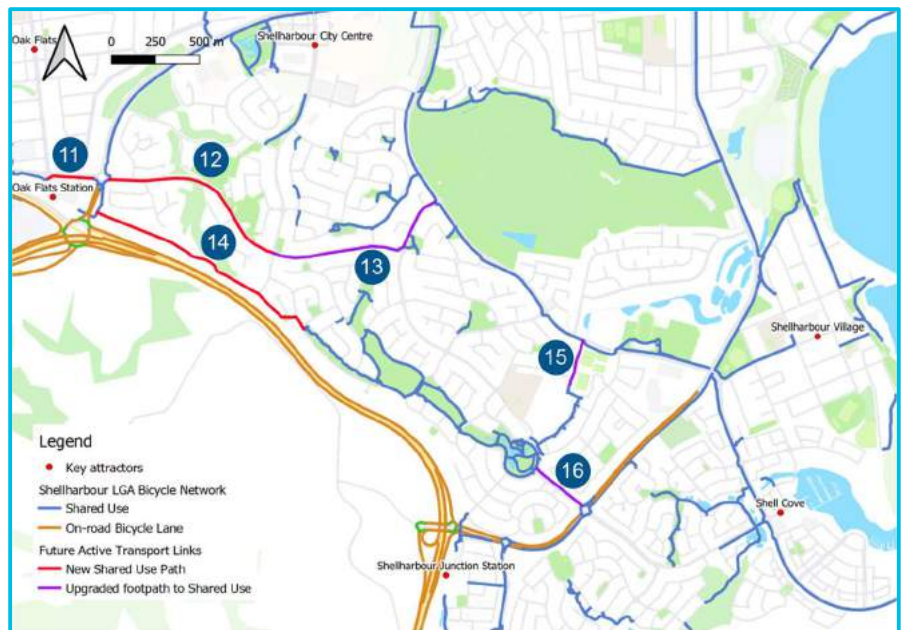 Oak Flats
0 250 500 m
Shellharbour City Centre
11
12
Oak Flats Station
14
13
15
Shellharbour Village
16
Shell Cove
Shellharbour Junction Station
Legend
Key attractors
Shellharbour LGA Bicycle Network
Shared Use
On-road Bicycle Lane
Future Active Transport Links
New Shared Use Path
Upgraded footpath to Shared Use